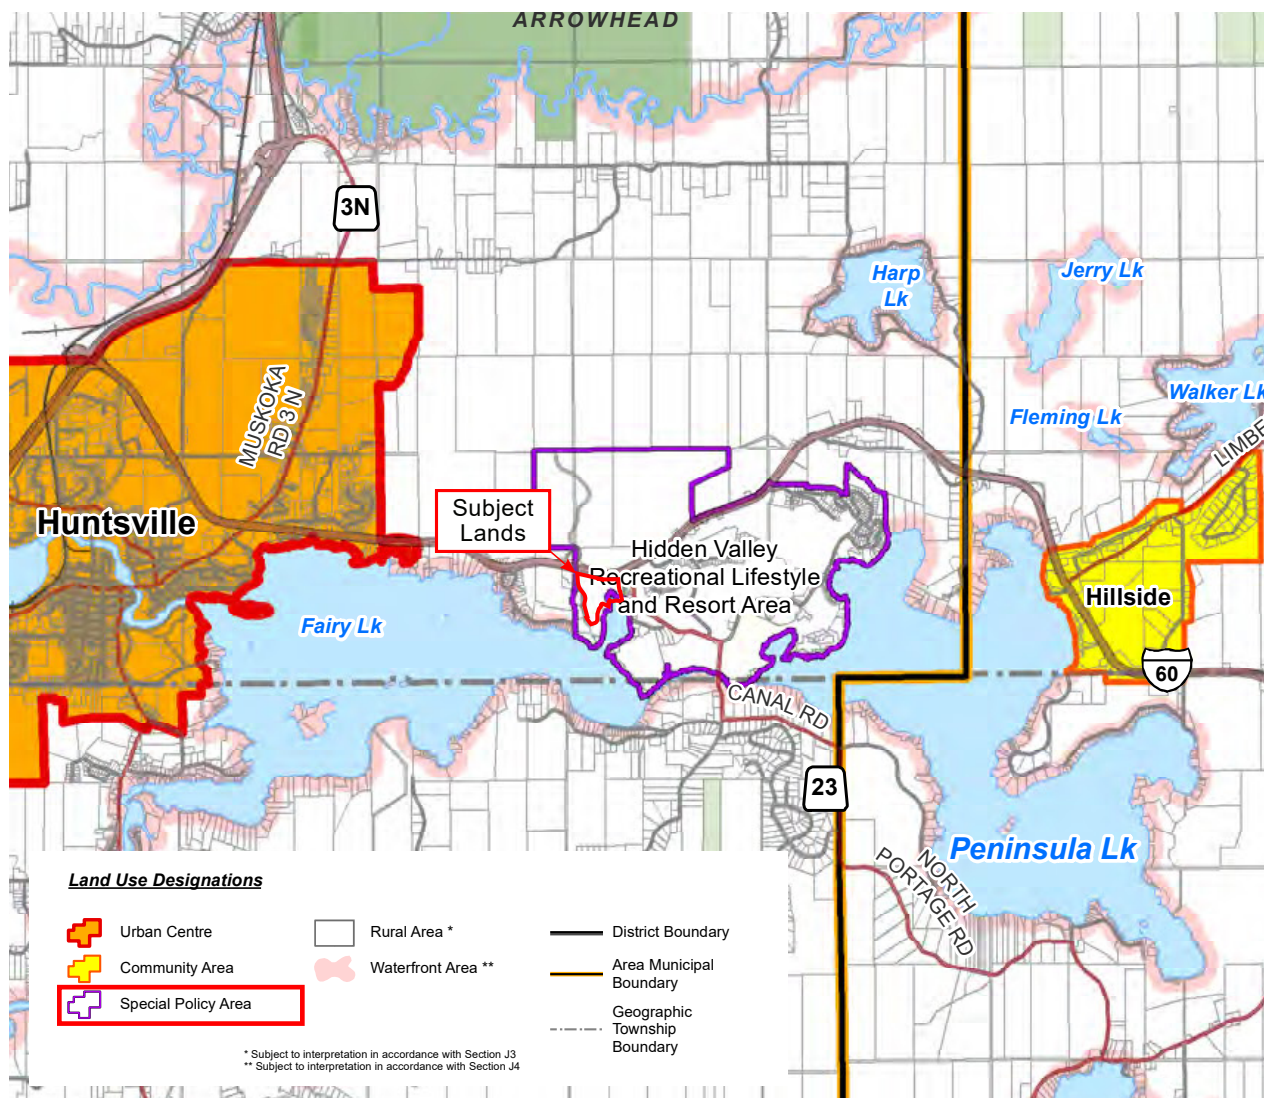 ARROWHEAD
3N
Harp
Lk
Jerry Lk
Walker Lk
Fleming Lk
LIMBE
MUSKOKA
RD 3 N
Subject
Lands
Huntsville
Hidden Valley
Recreational Lifestyle
and Resort Area
Hillside
Fairy Lk
60
CANAL RD
23
Peninsula Lk
NORTH
PORTAGE RD
Land Use Designations
Urban Centre
Community Area
Special Policy Area
Rural Area *
Waterfront Area **
District Boundary
Area Municipal
Boundary
Geographic
Township
Boundary
* Subject to interpretation in accordance with Section J3
** Subject to interpretation in accordance with Section J4